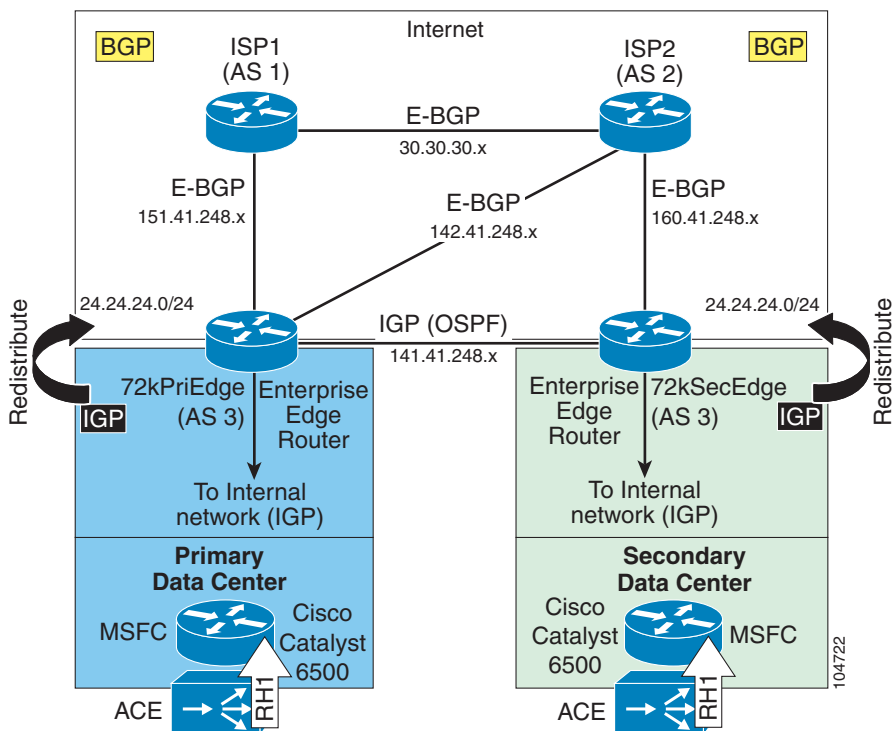 Internet
BGP
ISP1
(AS 1)
ISP2
(AS 2)
BGP
E-BGP
30.30.30.x
E-BGP
151.41.248.x
E-BGP
142.41.248.x
E-BGP
160.41.248.x
24.24.24.0/24
24.24.24.0/24
Redistribute
IGP
IGP (OSPF)
141.41.248.x
Redistribute
IGP
72kPriEdge
(AS 3)
Enterprise
Edge
Router
Enterprise
Edge
Router
72kSecEdge
(AS 3)
To Internal
network (IGP)
To Internal
network (IGP)
Primary
Data Center
Secondary
Data Center
MSFC
Cisco
Catalyst
6500
Cisco
Catalyst
6500
MSFC
ACE
RH1
ACE
RH1
104722